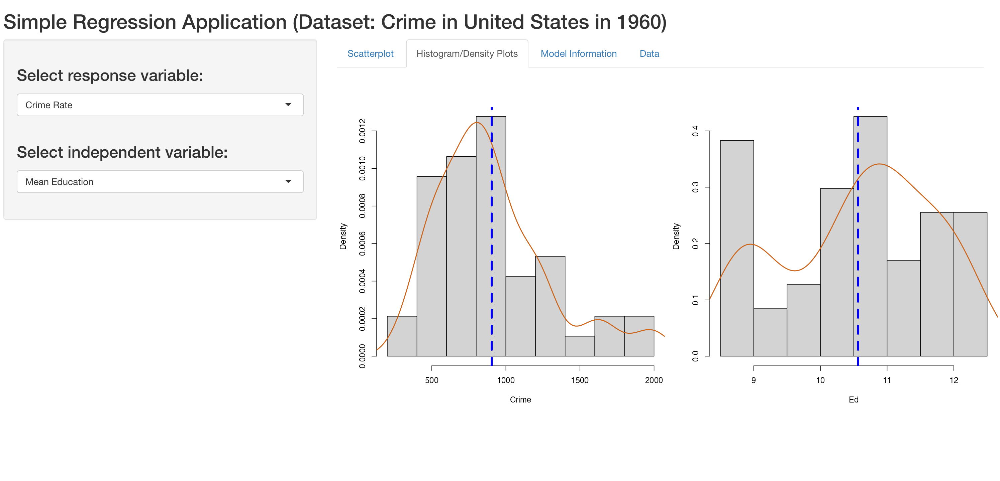 Simple Regression Application (Dataset: Crime in United States in 1960)
Select response variable:
Crime Rate
Select independent variable:
Mean Education
Scatterplot Histogram/Density Plots Model Information Data
Density
0.0000 0.0002 0.0004 0.0006 0.0008 0.0010 0.0012
500 1000 1500 2000
Crime
Density
0.0 0.1 0.2 0.3 0.4
9 10 11 12
Ed